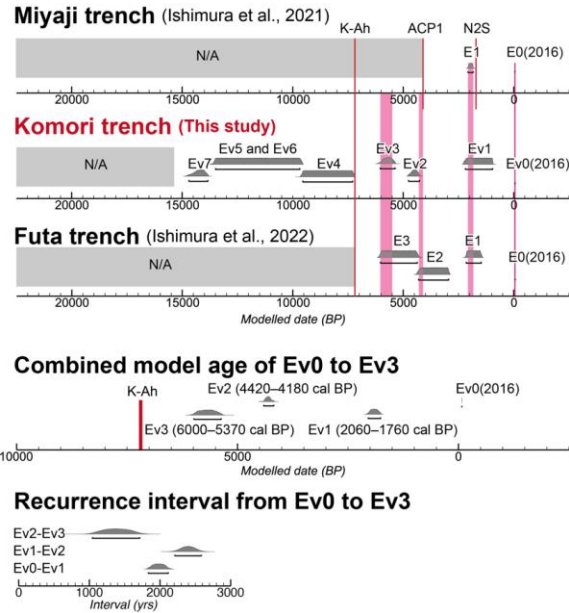 Miyaji trench (Ishimura et al., 2021)
K-Ah ACP1 N2S
N/A E1 E0(2016)
20000 15000 10000 5000 0
Komori trench (This study)
N/A Ev7 Ev5 and Ev6 Ev4 Ev3 Ev2 Ev1 Ev0(2016)
20000 15000 10000 5000 0
Futa trench (Ishimura et al., 2022)
N/A E3 E2 E1 E0(2016)
20000 15000 10000 5000 0
Modelled date (BP)
Combined model age of Ev0 to Ev3
K-Ah Ev2 (4420–4180 cal BP) Ev0(2016)
Ev3 (6000–5370 cal BP) Ev1 (2060–1760 cal BP)
10000 5000 0
Modelled date (BP)
Recurrence interval from Ev0 to Ev3
Ev2-Ev3
Ev1-Ev2
Ev0-Ev1
0 1000 2000 3000
Interval (yrs)